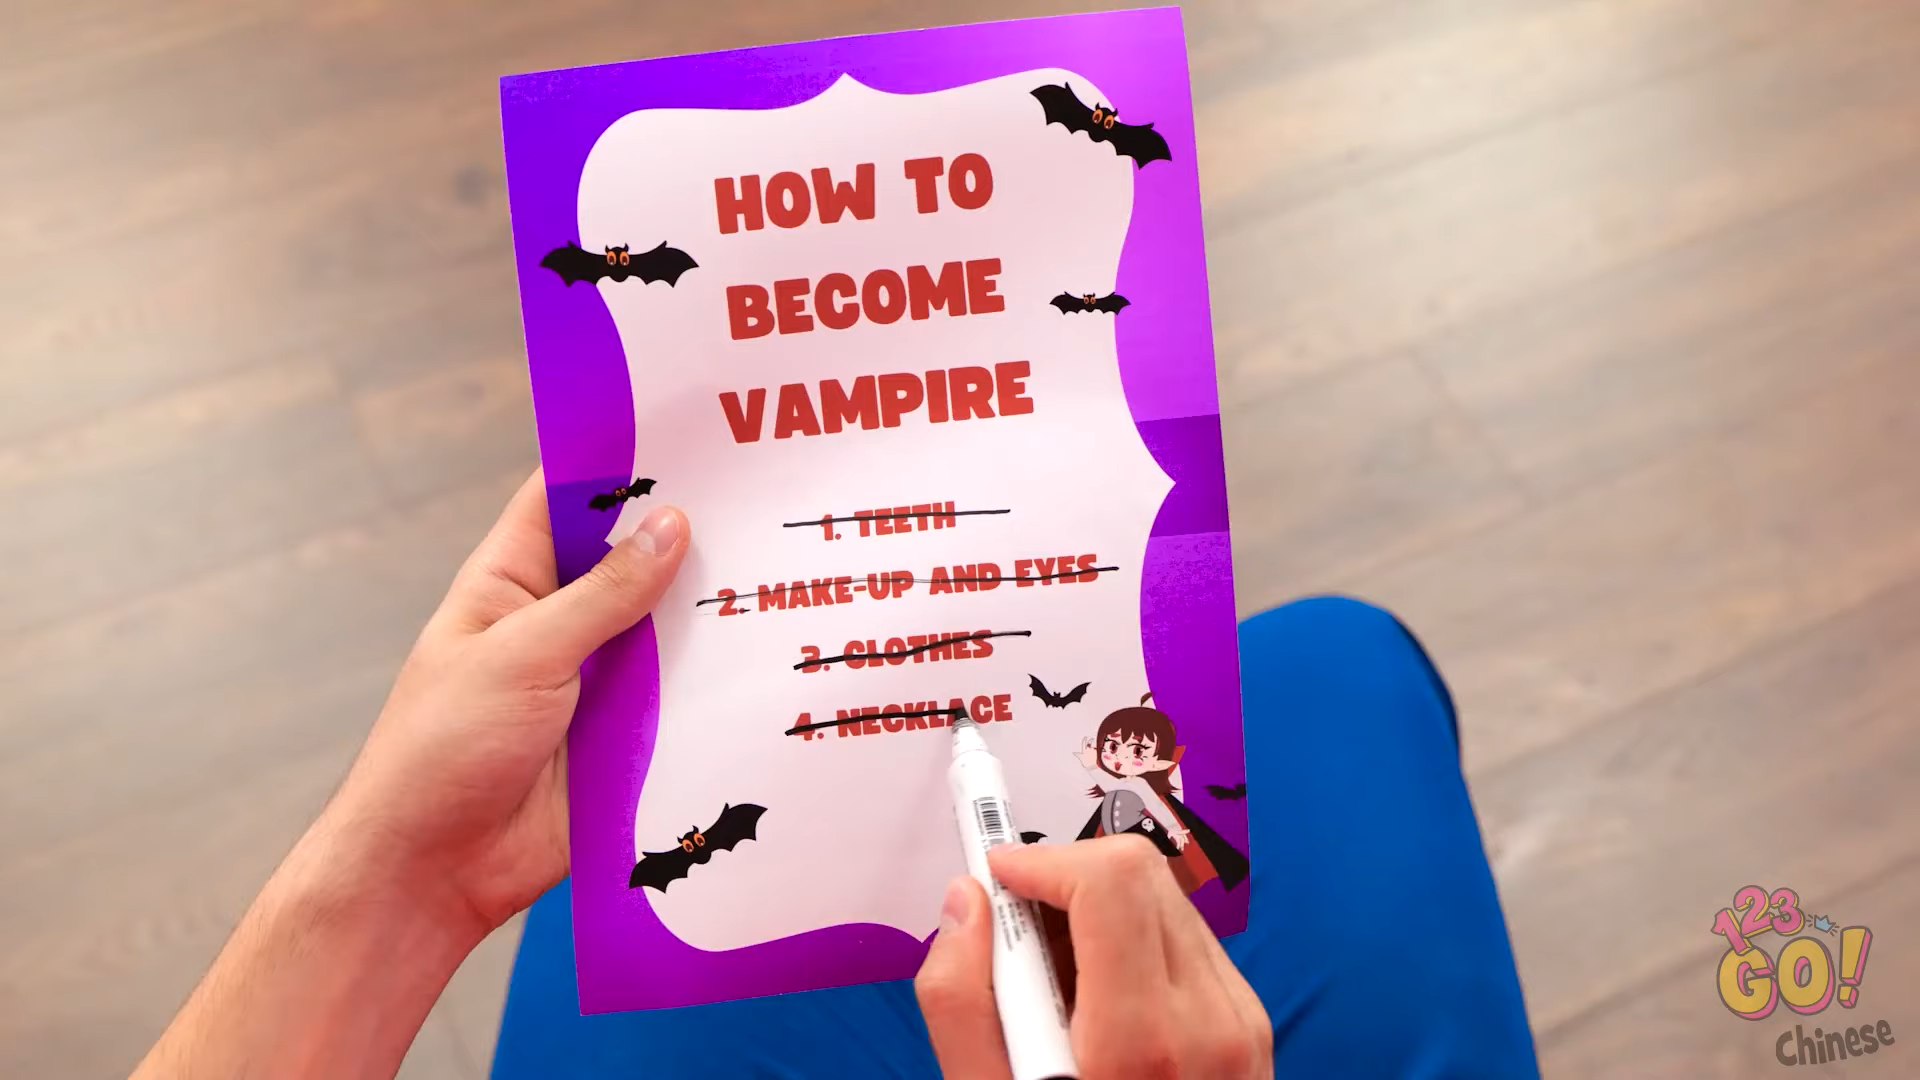 HOW TO
BECOME
VAMPIRE
1. TEETH
2. MAKE-UP AND EYES
3. CLOTHES
4. NECKLACE
123
GO!
Chinese